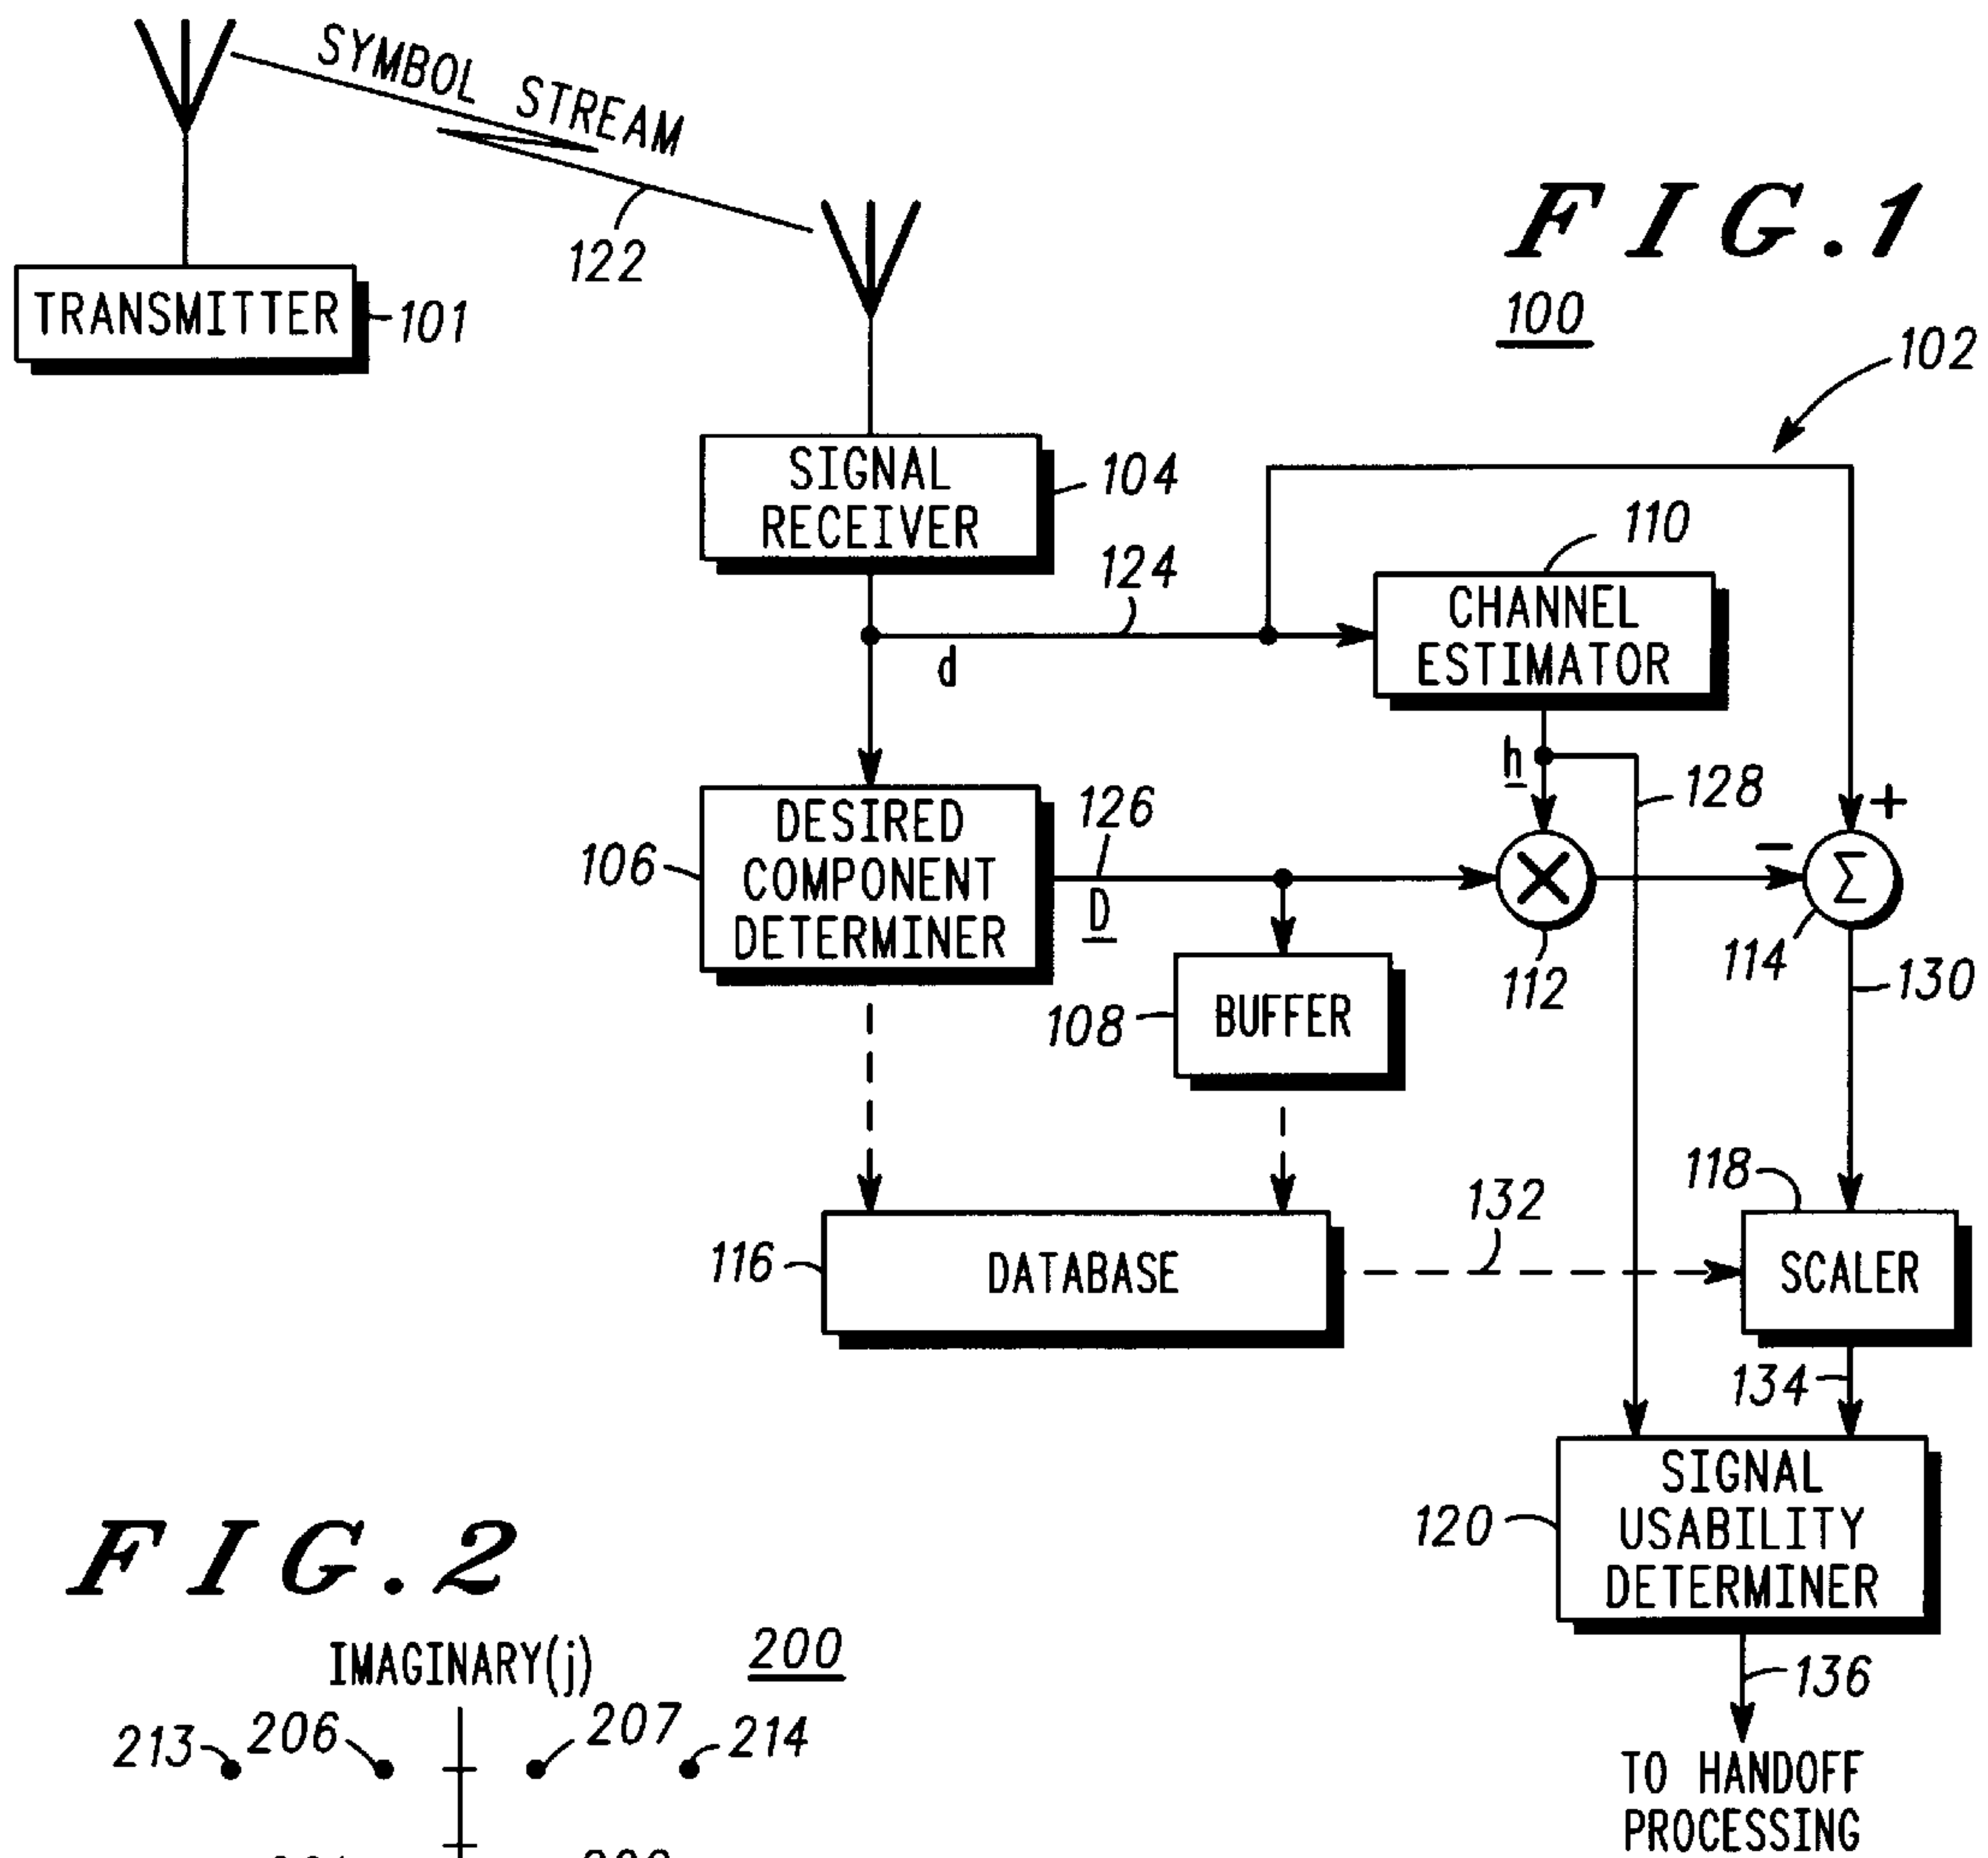 SYMBOL STREAM
122
TRANSMITTER
101
FIG.1
100
102
SIGNAL
RECEIVER
104
124
d
110
CHANNEL
ESTIMATOR
h
128
+
DESIRED
COMPONENT
DETERMINER
106
126
D
112
−
Σ
114
130
BUFFER
108
118
132
116
DATABASE
SCALER
134
SIGNAL
USABILITY
DETERMINER
120
136
TO HANDOFF
PROCESSING
FIG.2
200
IMAGINARY(j)
213
206
207
214